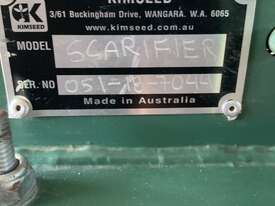 KIMSEED
3/61 Buckingham Drive, WANGARA. W.A. 6065
KIMSEED
www.kimseed.com.au
MODEL SCARIFIER
SER. NO 051-18-7044
Made in Australia